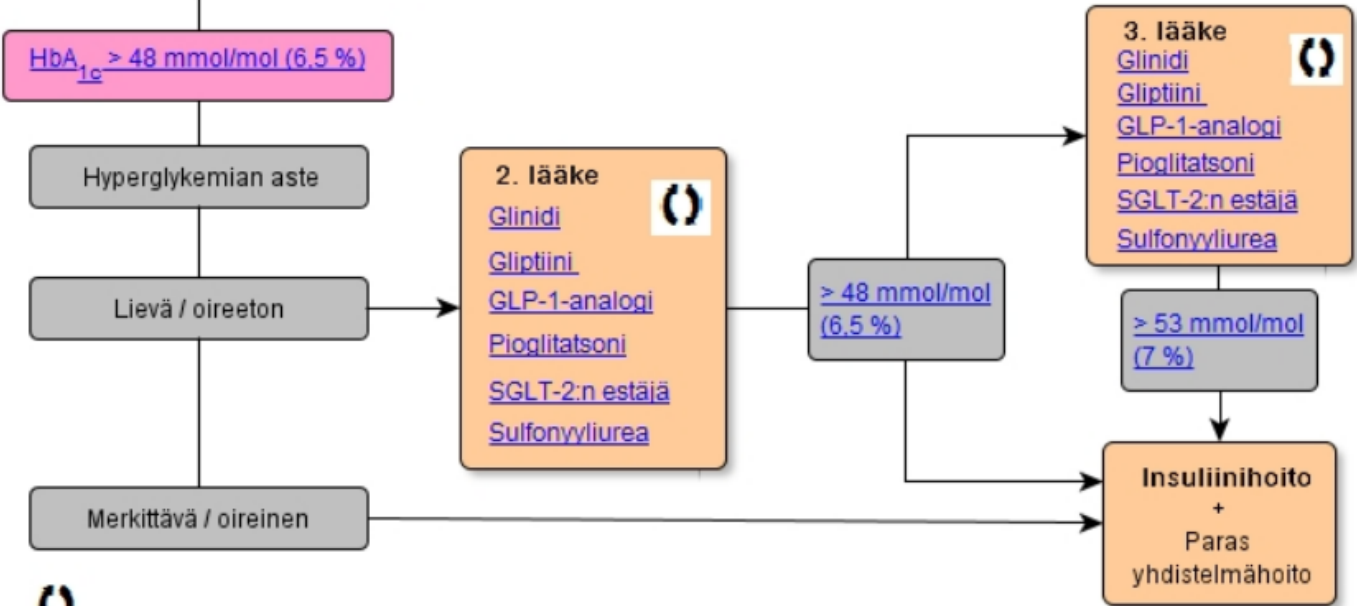 HbA1c > 48 mmol/mol (6,5 %)
Hyperglykemian aste
Lievä / oireeton
Merkittävä / oireinen
2. lääke
Glinidi
Gliptiini
GLP-1-analogi
Pioglitatsoni
SGLT-2:n estäjä
Sulfonyyliurea
> 48 mmol/mol
(6,5 %)
3. lääke
Glinidi
Gliptiini
GLP-1-analogi
Pioglitatsoni
SGLT-2:n estäjä
Sulfonyyliurea
> 53 mmol/mol
(7 %)
Insuliinihoito
+
Paras
yhdistelmähoito